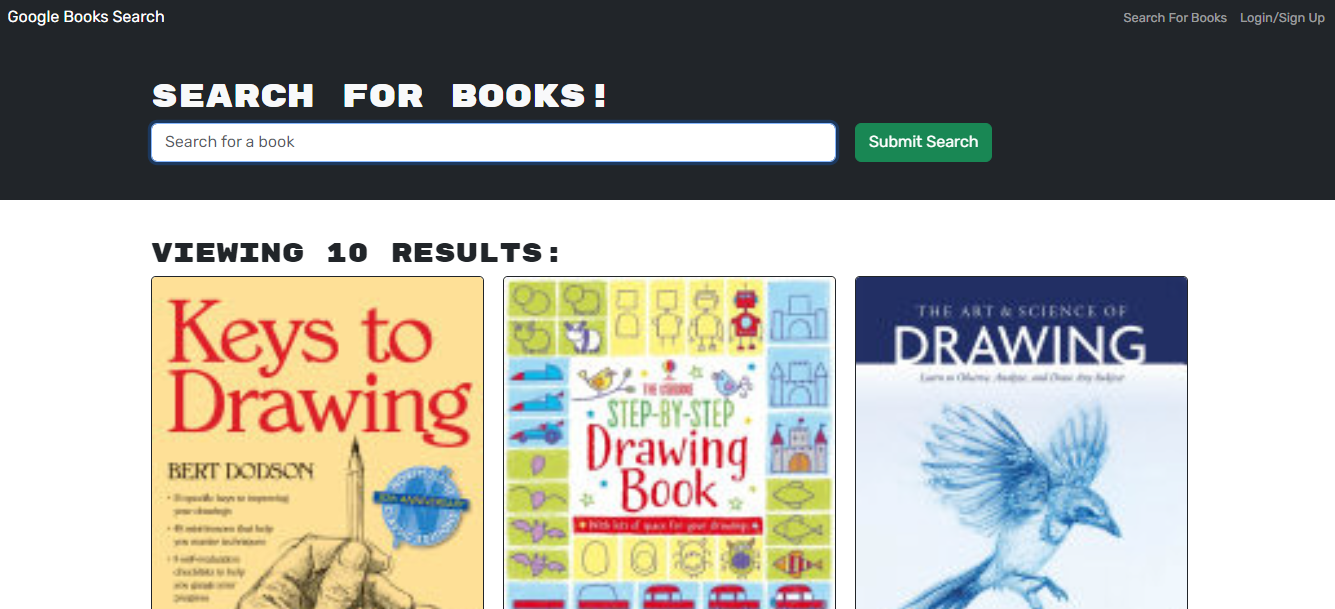 Google Books Search
Search For Books Login/Sign Up
SEARCH FOR BOOKS!
Search for a book
Submit Search
VIEWING 10 RESULTS:
Keys to
Drawing
BERT DODSON
THE USBORNE
STEP-BY-STEP
Drawing
Book
With lots of space for your drawings
THE ART & SCIENCE OF
DRAWING
Learn to Observe, Analyze, and Draw Any Subject